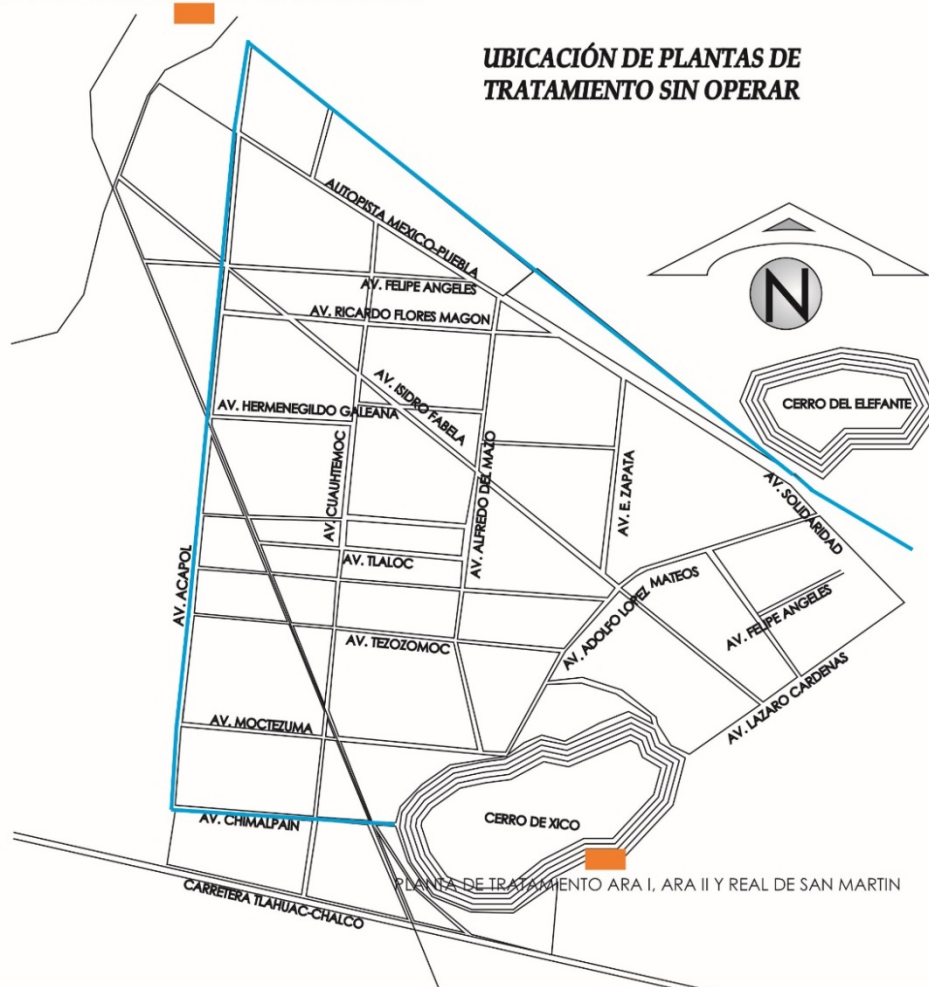 UBICACIÓN DE PLANTAS DE
TRATAMIENTO SIN OPERAR
AUTOPISTA MEXICO-PUEBLA
AV. FELIPE ANGELES
N
AV. RICARDO FLORES MAGON
AV. ISIDRO FABELA
CERRO DEL ELEFANTE
AV. HERMENEGILDO GALEANA
AV. CUAUHTEMOC
AV. ALFREDO DEL MAZO
AV. E. ZAPATA
AV. SOLIDARIDAD
AV. ACAPOL
AV. TLALOC
AV. ADOLFO LOPEZ MATEOS
AV. FELIPE ANGELES
AV. TEZOZOMOC
AV. LAZARO CARDENAS
AV. MOCTEZUMA
CERRO DE XICO
AV. CHIMALPAIN
PLANTA DE TRATAMIENTO ARA I, ARA II Y REAL DE SAN MARTIN
CARRETERA TLAHUAC-CHALCO